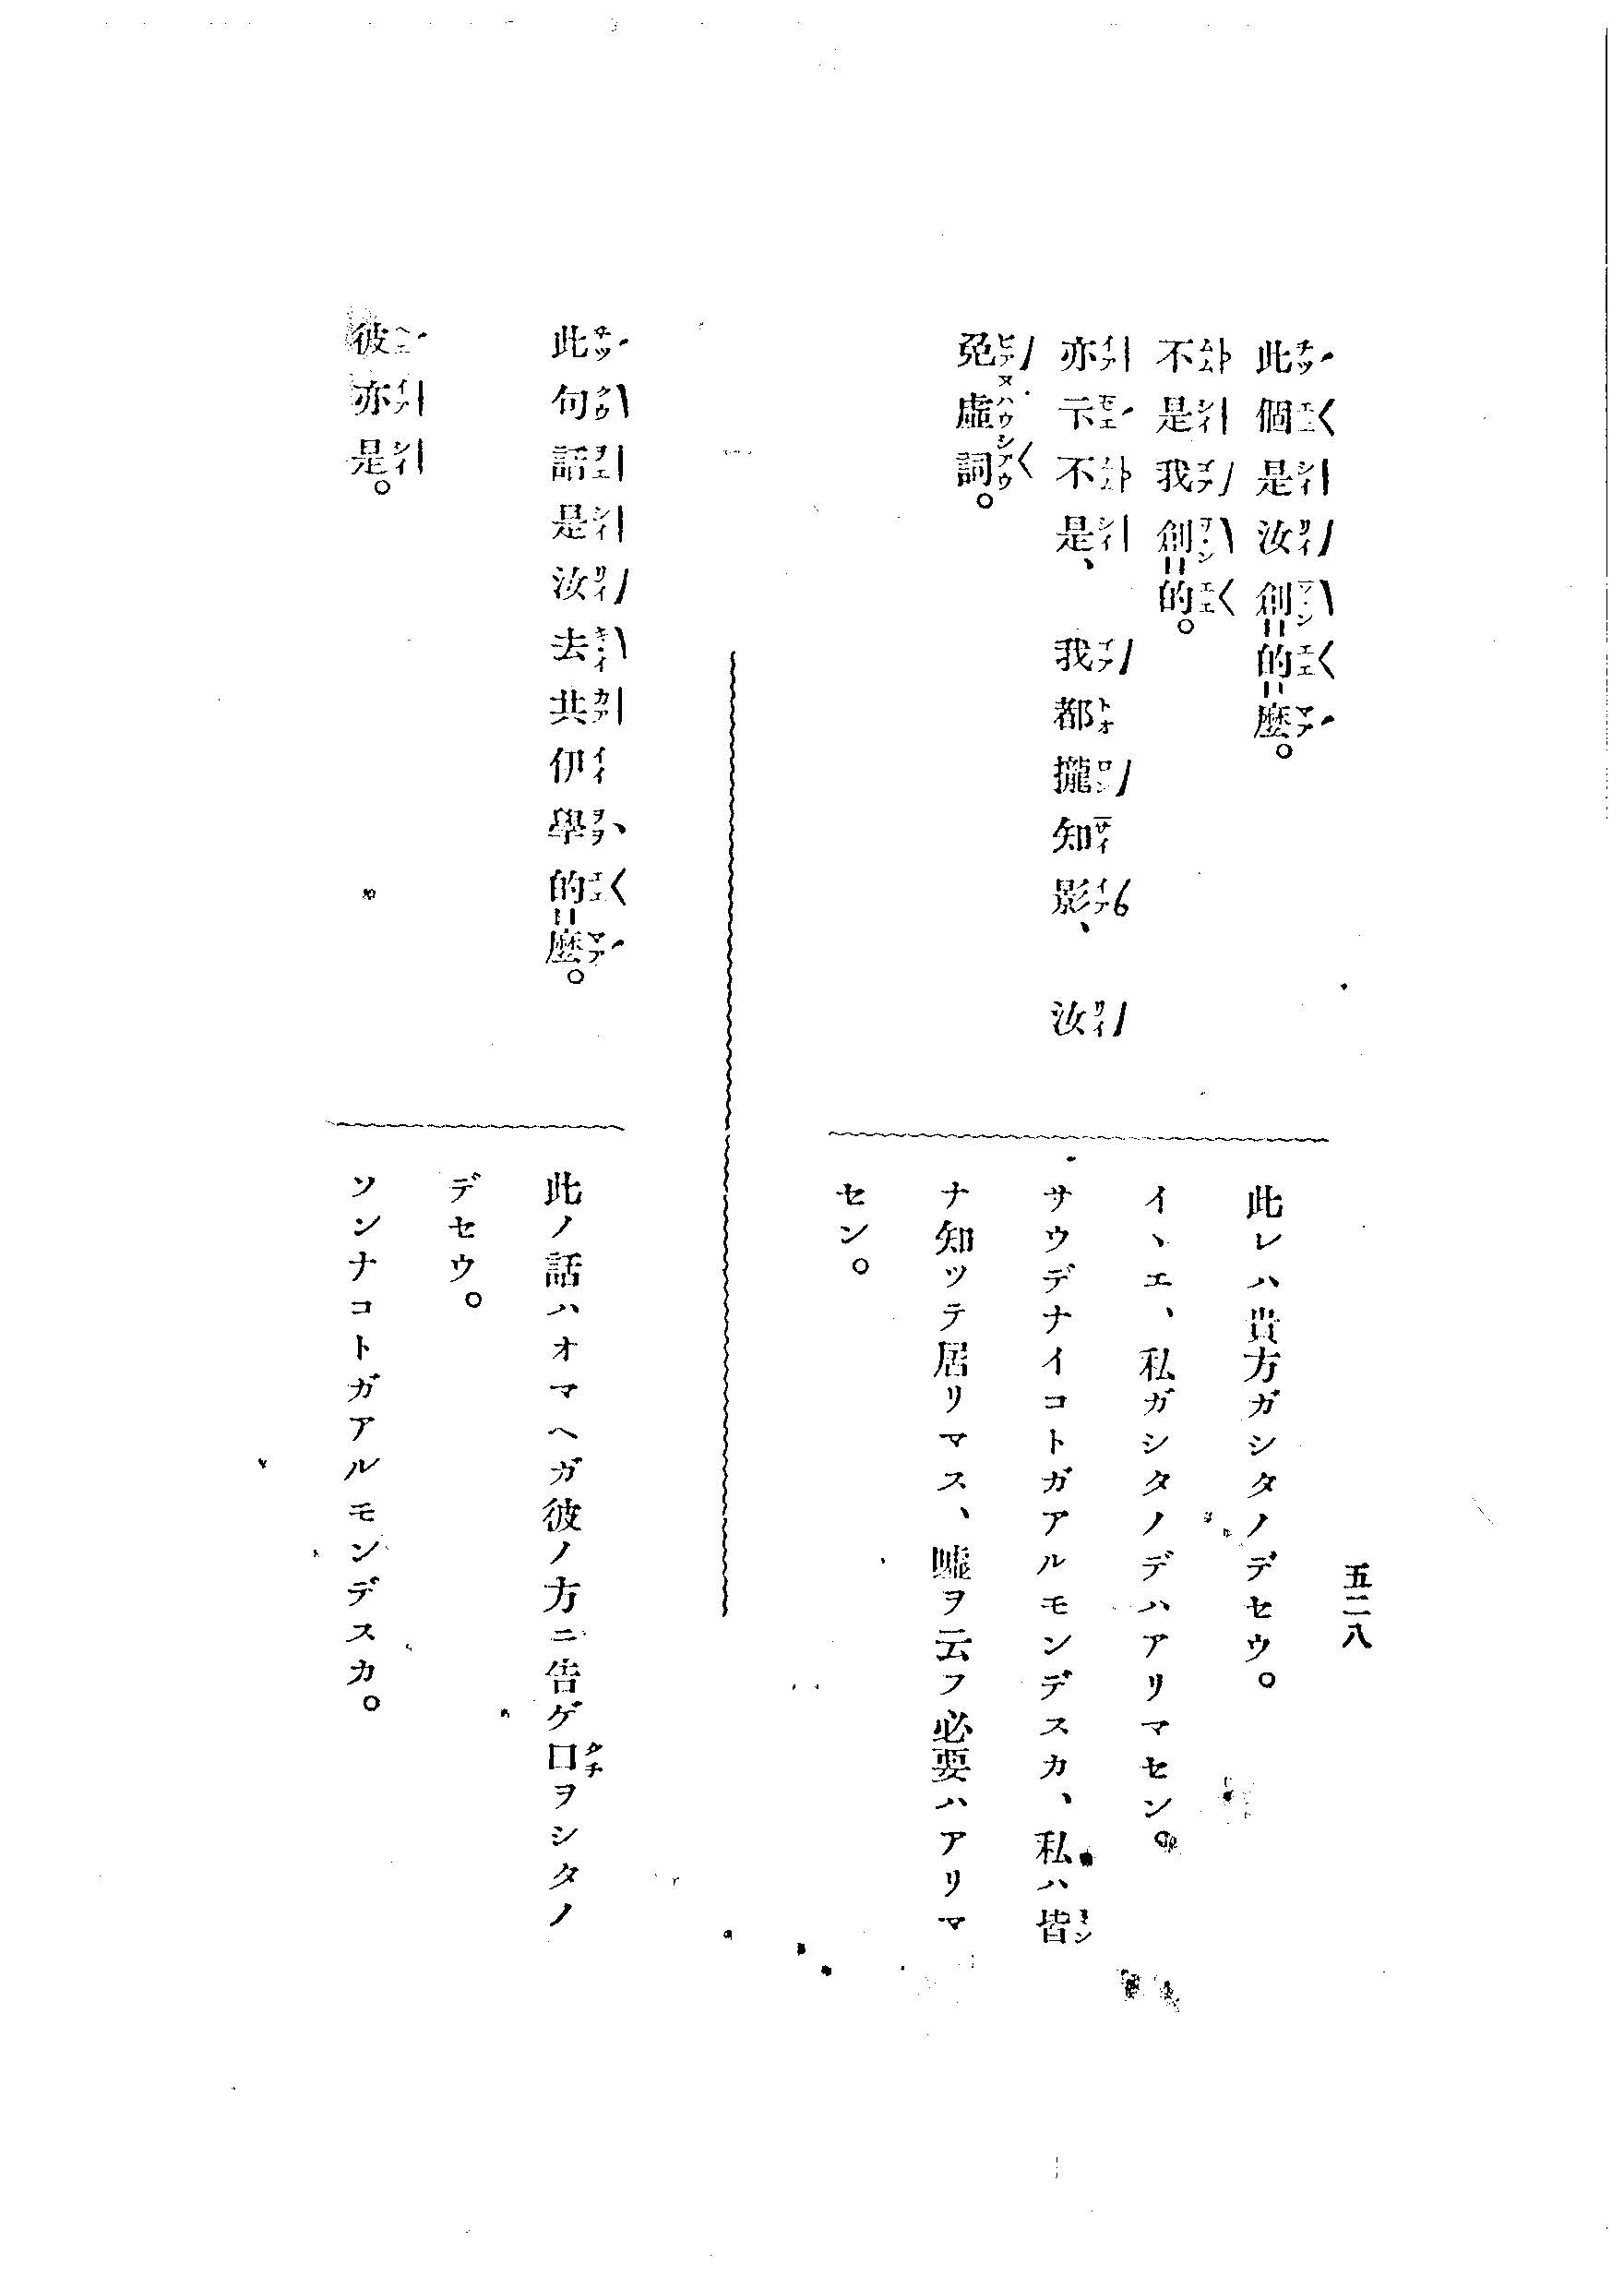 五二八
此個是汝創的麼。
不是我創的。
亦不是、我都攏知影、汝
免虛詞。
此レハ貴方ガシタノデセウ。
イヽエ、私ガシタノデハアリマセン。
サウデナイコトガアルモンデスカ、私ハ皆
ナ知ツテ居リマス、嘘ヲ云フ必要ハアリマ
セン。
此句話是汝去共伊學的麼。
彼亦是。
此ノ話ハオマヘガ彼ノ方ニ告ゲ口ヲシタノ
デセウ。
ソンナコトガアルモンデスカ。